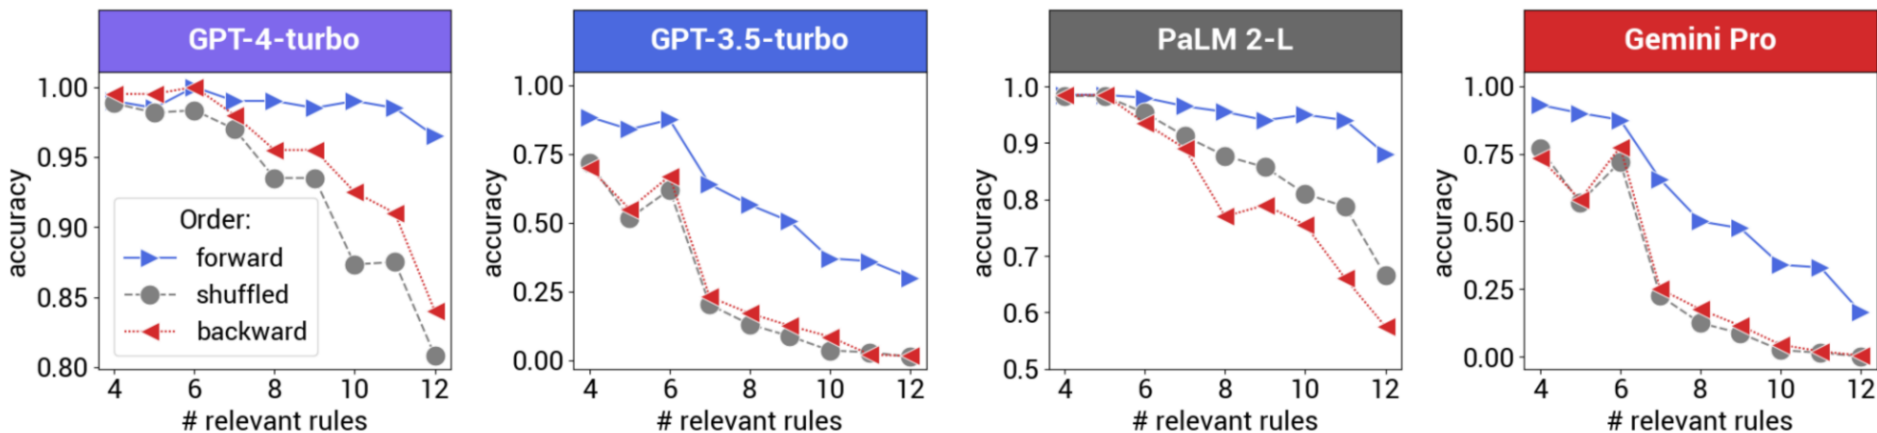 GPT-4-turbo
accuracy
1.00
0.95
0.90
0.85
0.80
Order:
forward
shuffled
backward
4 6 8 10 12
# relevant rules
GPT-3.5-turbo
accuracy
1.00
0.75
0.50
0.25
0.00
4 6 8 10 12
# relevant rules
PaLM 2-L
accuracy
1.0
0.9
0.8
0.7
0.6
0.5
4 6 8 10 12
# relevant rules
Gemini Pro
accuracy
1.00
0.75
0.50
0.25
0.00
4 6 8 10 12
# relevant rules